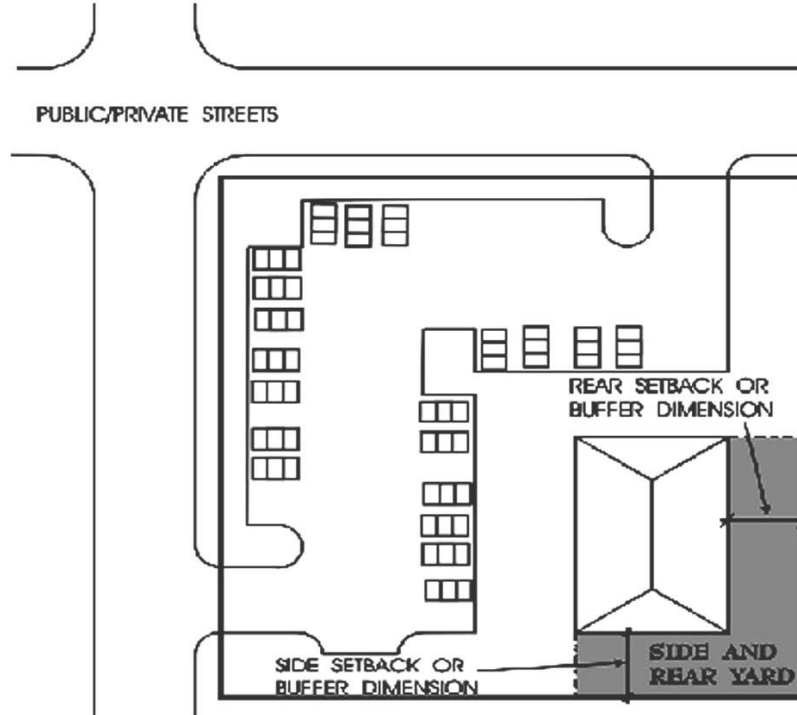 PUBLIC/PRIVATE STREETS
REAR SETBACK OR
BUFFER DIMENSION
SIDE SETBACK OR
BUFFER DIMENSION
SIDE AND
REAR YARD